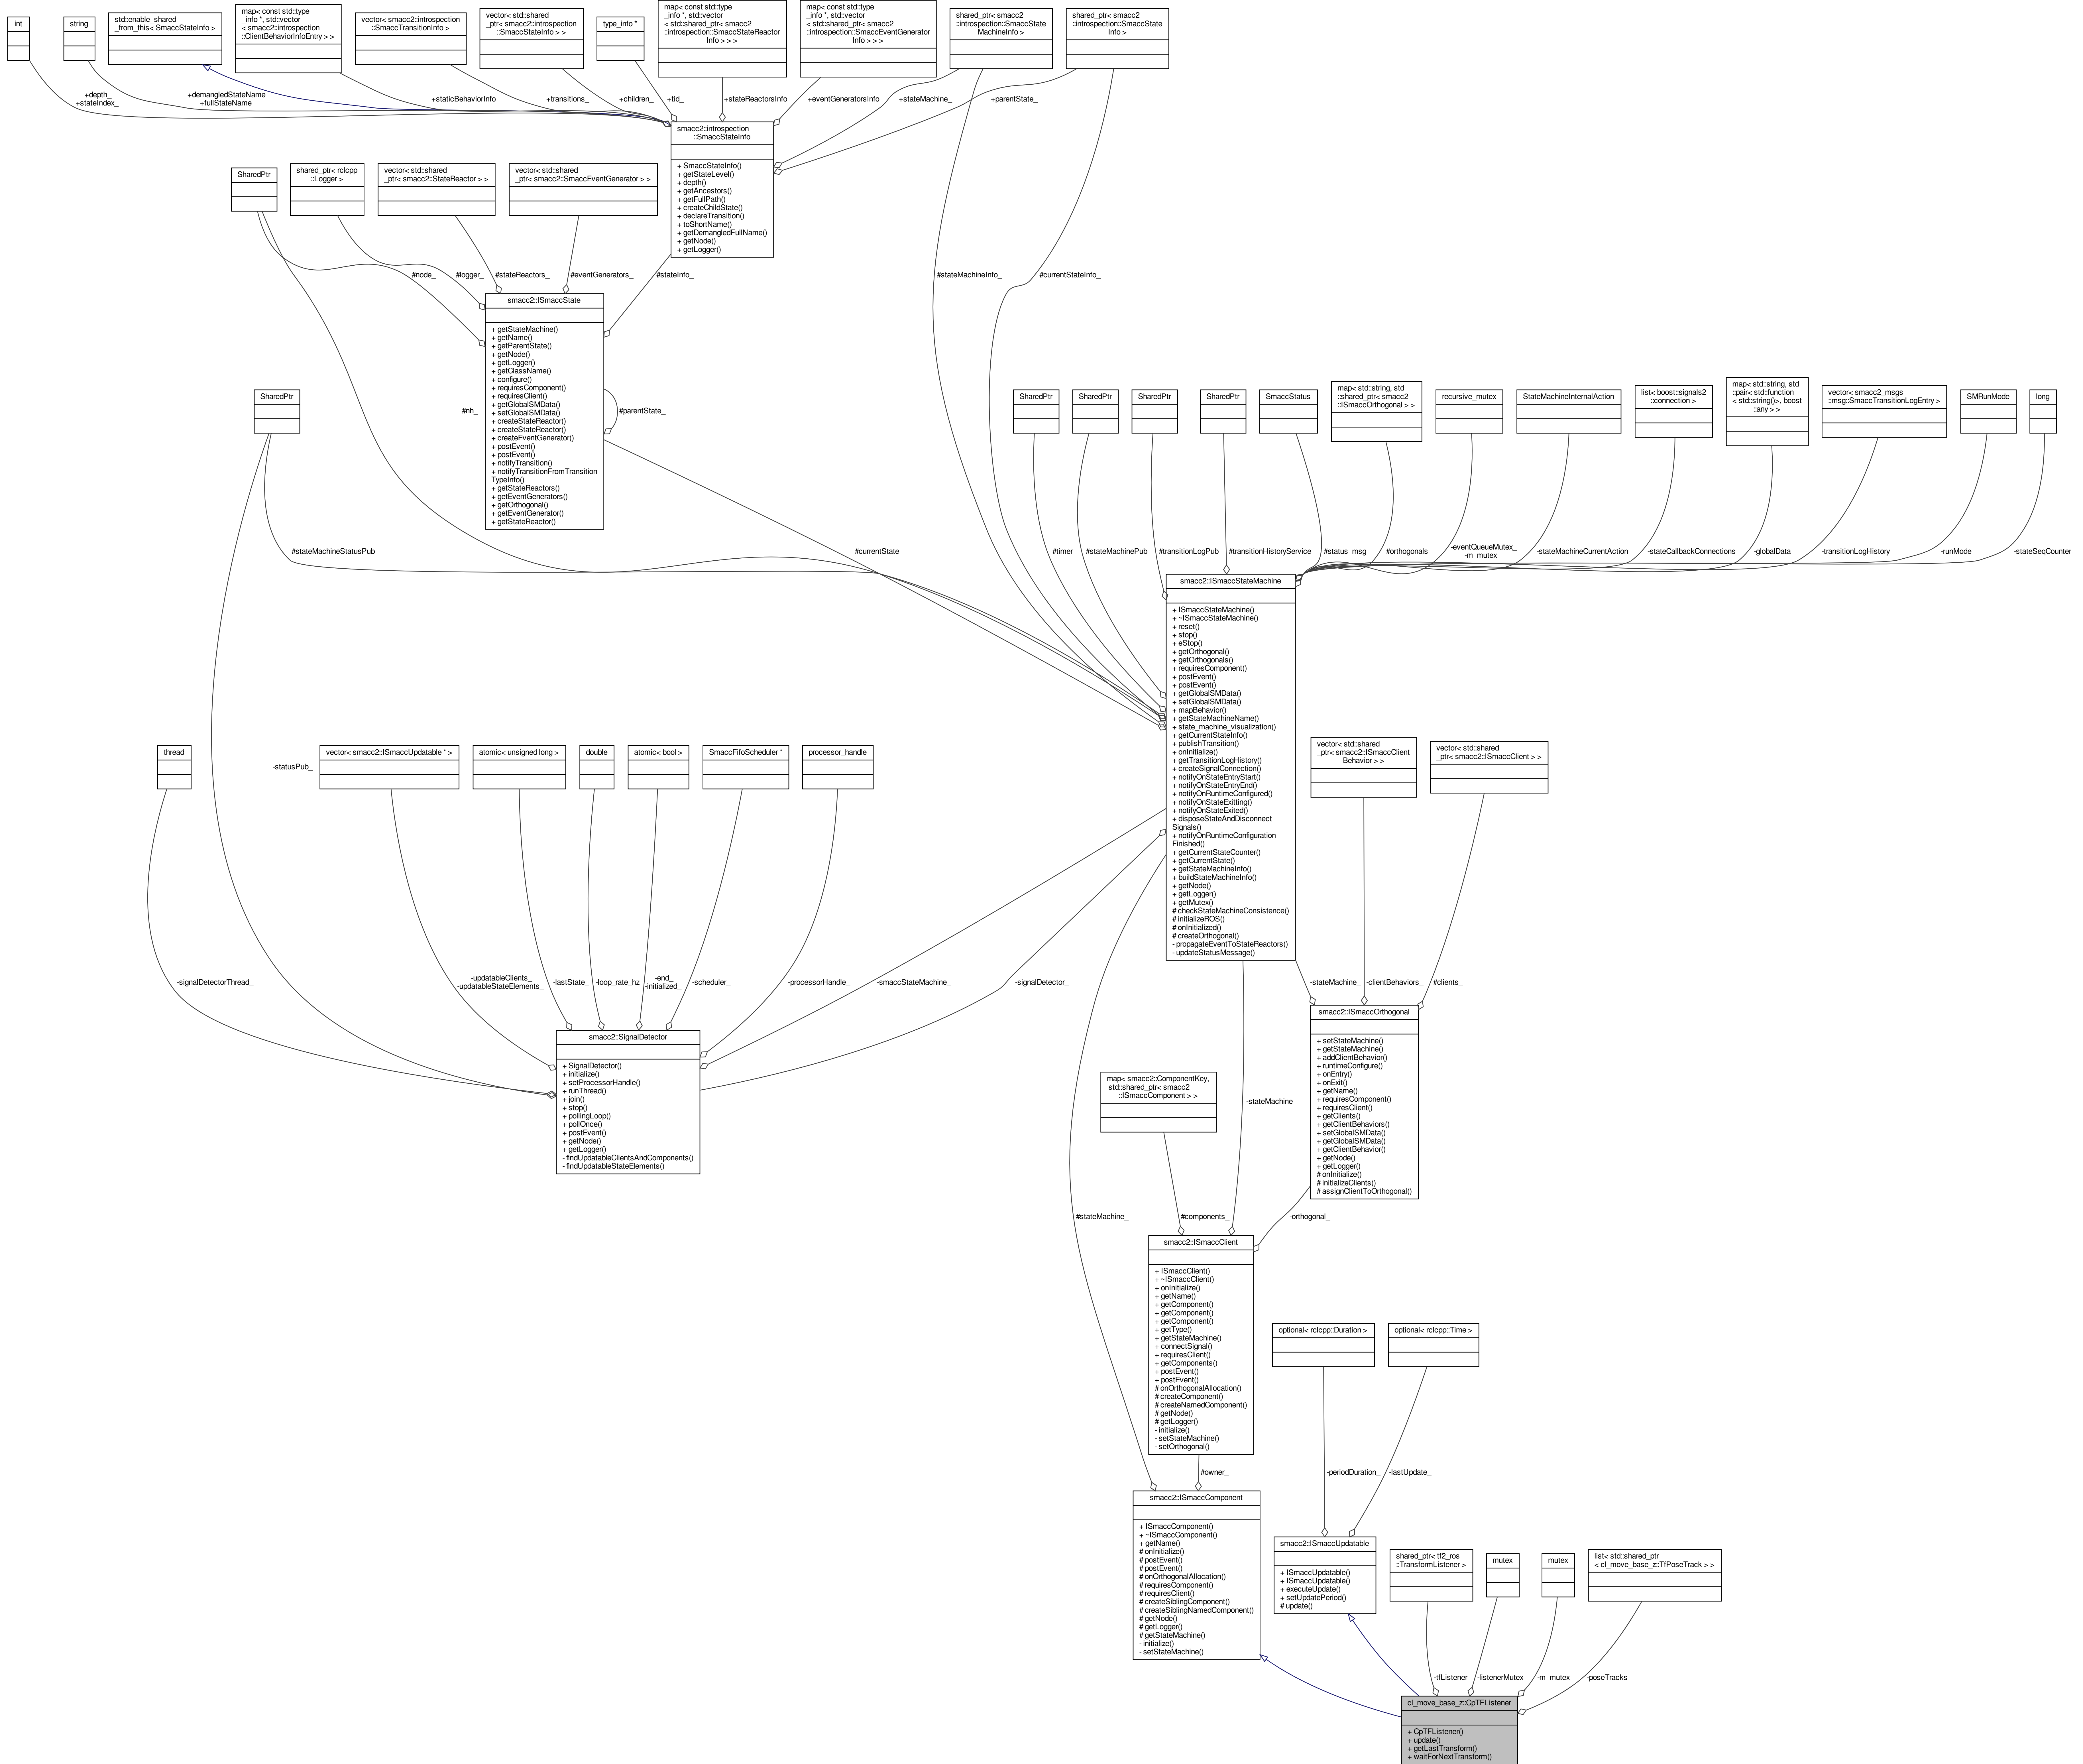 int
string
std::enable_shared
_from_this< SmaccStateInfo >
map< const std::type
_info *, std::vector
< smacc2::introspection
::ClientBehaviorInfoEntry > >
vector< smacc2::introspection
::SmaccTransitionInfo >
vector< std::shared
_ptr< smacc2::introspection
::SmaccStateInfo > >
type_info *
map< const std::type
_info *, std::vector
< std::shared_ptr< smacc2
::introspection::SmaccStateReactor
Info > > >
map< const std::type
_info *, std::vector
< std::shared_ptr< smacc2
::introspection::SmaccEventGenerator
Info > > >
shared_ptr< smacc2
::introspection::SmaccState
MachineInfo >
shared_ptr< smacc2
::introspection::SmaccState
Info >
+depth_
+stateIndex_
+demangledStateName
+fullStateName
+staticBehaviorInfo
+transitions_
+children_
+tid_
+stateReactorsInfo
+eventGeneratorsInfo
+stateMachine_
+parentState_
smacc2::introspection
::SmaccStateInfo
+ SmaccStateInfo()
+ getStateLevel()
+ depth()
+ getAncestors()
+ getFullPath()
+ createChildState()
+ declareTransition()
+ toShortName()
+ getDemangledFullName()
+ getNode()
+ getLogger()
SharedPtr
shared_ptr< rclcpp
::Logger >
vector< std::shared
_ptr< smacc2::StateReactor > >
vector< std::shared
_ptr< smacc2::SmaccEventGenerator > >
#node_
#logger_
#stateReactors_
#eventGenerators_
#stateInfo_
#stateMachineInfo_
#currentStateInfo_
smacc2::ISmaccState
+ getStateMachine()
+ getName()
+ getParentState()
+ getNode()
+ getLogger()
+ getClassName()
+ configure()
+ requiresComponent()
+ requiresClient()
+ getGlobalSMData()
+ setGlobalSMData()
+ createStateReactor()
+ createStateReactor()
+ createEventGenerator()
+ postEvent()
+ postEvent()
+ notifyTransition()
+ notifyTransitionFromTransition
TypeInfo()
+ getStateReactors()
+ getEventGenerators()
+ getOrthogonal()
+ getEventGenerator()
+ getStateReactor()
#parentState_
#nh_
SharedPtr
SharedPtr
SharedPtr
SharedPtr
SharedPtr
SmaccStatus
map< std::string, std
::shared_ptr< smacc2
::ISmaccOrthogonal > >
recursive_mutex
StateMachineInternalAction
list< boost::signals2
::connection >
map< std::string, std
::pair< std::function
< std::string()>, boost
::any > >
vector< smacc2_msgs
::msg::SmaccTransitionLogEntry >
SMRunMode
long
#stateMachineStatusPub_
#currentState_
#timer_
#stateMachinePub_
#transitionLogPub_
#transitionHistoryService_
#status_msg_
#orthogonals_
-eventQueueMutex_
-m_mutex_
-stateMachineCurrentAction
-stateCallbackConnections
-globalData_
-transitionLogHistory_
-runMode_
-stateSeqCounter_
smacc2::ISmaccStateMachine
+ ISmaccStateMachine()
+ ~ISmaccStateMachine()
+ reset()
+ stop()
+ eStop()
+ getOrthogonal()
+ getOrthogonals()
+ requiresComponent()
+ postEvent()
+ postEvent()
+ getGlobalSMData()
+ setGlobalSMData()
+ mapBehavior()
+ getStateMachineName()
+ state_machine_visualization()
+ getCurrentStateInfo()
+ publishTransition()
+ onInitialize()
+ getTransitionLogHistory()
+ createSignalConnection()
+ notifyOnStateEntryStart()
+ notifyOnStateEntryEnd()
+ notifyOnRuntimeConfigured()
+ notifyOnStateExitting()
+ notifyOnStateExited()
+ disposeStateAndDisconnect
Signals()
+ notifyOnRuntimeConfiguration
Finished()
+ getCurrentStateCounter()
+ getCurrentState()
+ getStateMachineInfo()
+ buildStateMachineInfo()
+ getNode()
+ getLogger()
+ getMutex()
# checkStateMachineConsistence()
# initializeROS()
# onInitialized()
# createOrthogonal()
- propagateEventToStateReactors()
- updateStatusMessage()
thread
-statusPub_
vector< smacc2::ISmaccUpdatable * >
atomic< unsigned long >
double
atomic< bool >
SmaccFifoScheduler *
processor_handle
vector< std::shared
_ptr< smacc2::ISmaccClient
Behavior > >
vector< std::shared
_ptr< smacc2::ISmaccClient > >
-signalDetectorThread_
-updatableClients_
-updatableStateElements_
-lastState_
-loop_rate_hz
-end_
-initialized_
-scheduler_
-processorHandle_
-smaccStateMachine_
-signalDetector_
-stateMachine_
-clientBehaviors_
#clients_
smacc2::SignalDetector
+ SignalDetector()
+ initialize()
+ setProcessorHandle()
+ runThread()
+ join()
+ stop()
+ pollingLoop()
+ pollOnce()
+ postEvent()
+ getNode()
+ getLogger()
- findUpdatableClientsAndComponents()
- findUpdatableStateElements()
smacc2::ISmaccOrthogonal
+ setStateMachine()
+ getStateMachine()
+ addClientBehavior()
+ runtimeConfigure()
+ onEntry()
+ onExit()
+ getName()
+ requiresComponent()
+ requiresClient()
+ getClients()
+ getClientBehaviors()
+ setGlobalSMData()
+ getGlobalSMData()
+ getClientBehavior()
+ getNode()
+ getLogger()
# onInitialize()
# initializeClients()
# assignClientToOrthogonal()
map< smacc2::ComponentKey,
std::shared_ptr< smacc2
::ISmaccComponent > >
-stateMachine_
#stateMachine_
#components_
-orthogonal_
smacc2::ISmaccClient
+ ISmaccClient()
+ ~ISmaccClient()
+ onInitialize()
+ getName()
+ getComponent()
+ getComponent()
+ getComponent()
+ getType()
+ getStateMachine()
+ connectSignal()
+ requiresClient()
+ getComponents()
+ postEvent()
+ postEvent()
# onOrthogonalAllocation()
# createComponent()
# createNamedComponent()
# getNode()
# getLogger()
- initialize()
- setStateMachine()
- setOrthogonal()
optional< rclcpp::Duration >
optional< rclcpp::Time >
#owner_
-periodDuration_
-lastUpdate_
smacc2::ISmaccComponent
+ ISmaccComponent()
+ ~ISmaccComponent()
+ getName()
# onInitialize()
# postEvent()
# postEvent()
# onOrthogonalAllocation()
# requiresComponent()
# requiresClient()
# createSiblingComponent()
# createSiblingNamedComponent()
# getNode()
# getLogger()
# getStateMachine()
- initialize()
- setStateMachine()
smacc2::ISmaccUpdatable
+ ISmaccUpdatable()
+ ISmaccUpdatable()
+ executeUpdate()
+ setUpdatePeriod()
# update()
shared_ptr< tf2_ros
::TransformListener >
mutex
mutex
list< std::shared_ptr
< cl_move_base_z::TfPoseTrack > >
-tfListener_
-listenerMutex_
-m_mutex_
-poseTracks_
cl_move_base_z::CpTFListener
+ CpTFListener()
+ update()
+ getLastTransform()
+ waitForNextTransform()